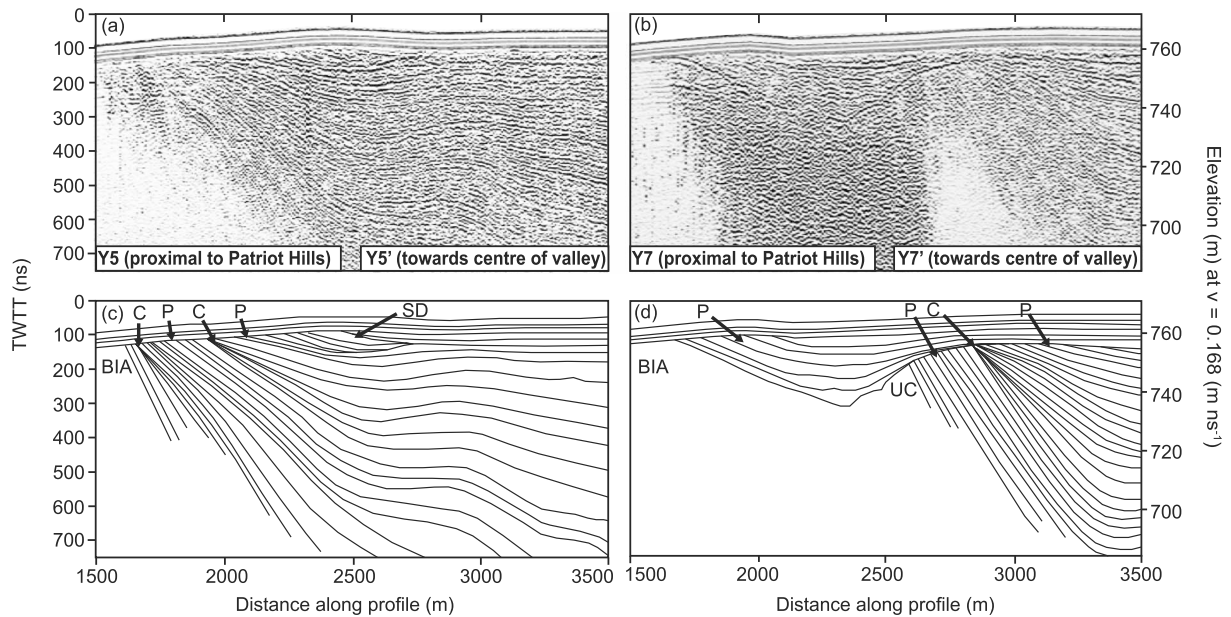 (a)
(b)
0
100
200
300
400
500
600
700
760
740
720
700
Y5 (proximal to Patriot Hills)
Y5’ (towards centre of valley)
Y7 (proximal to Patriot Hills)
Y7’ (towards centre of valley)
TWTT (ns)
Elevation (m) at v = 0.168 (m ns-1)
(c)
C
P
C
P
SD
BIA
(d)
P
P
C
P
BIA
UC
0
100
200
300
400
500
600
700
760
740
720
700
1500
2000
2500
3000
3500
1500
2000
2500
3000
3500
Distance along profile (m)
Distance along profile (m)